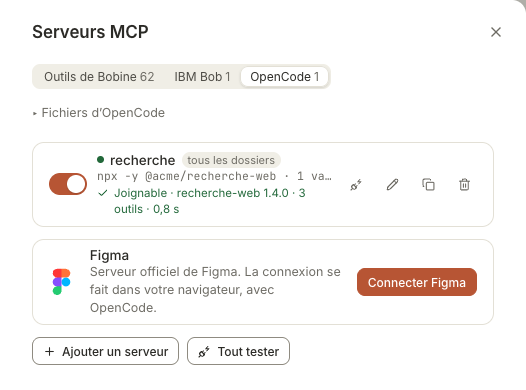 Serveurs MCP
Outils de Bobine 62
IBM Bob 1
OpenCode 1
Fichiers d’OpenCode
recherche
tous les dossiers
npx -y @acme/recherche-web · 1 va…
Joignable · recherche-web 1.4.0 · 3
outils · 0,8 s
Figma
Serveur officiel de Figma. La connexion se
fait dans votre navigateur, avec
OpenCode.
Connecter Figma
Ajouter un serveur
Tout tester